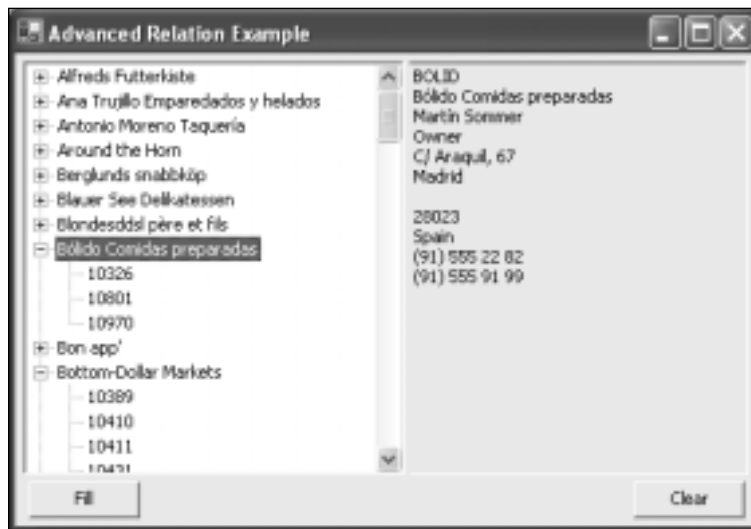 Advanced Relation Example
Alfreds Futterkiste
Ana Trujillo Emparedados y helados
Antonio Moreno Taquería
Around the Horn
Berglunds snabbköp
Blauer See Delikatessen
Blondesddsl père et fils
Bólido Comidas preparadas
10326
10801
10970
Bon app'
Bottom-Dollar Markets
10389
10410
10411
10431
BOLID
Bólido Comidas preparadas
Martín Sommer
Owner
C/ Araquil, 67
Madrid
28023
Spain
(91) 555 22 82
(91) 555 91 99
Fill
Clear